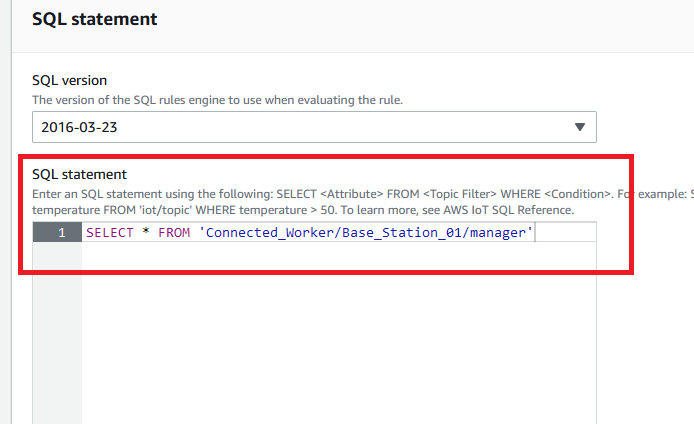 SQL statement
SQL version
The version of the SQL rules engine to use when evaluating the rule.
2016-03-23
SQL statement
Enter an SQL statement using the following: SELECT <Attribute> FROM <Topic Filter> WHERE <Condition>. For example: S
temperature FROM 'iot/topic' WHERE temperature > 50. To learn more, see AWS IoT SQL Reference.
1 SELECT * FROM 'Connected_Worker/Base_Station_01/manager'